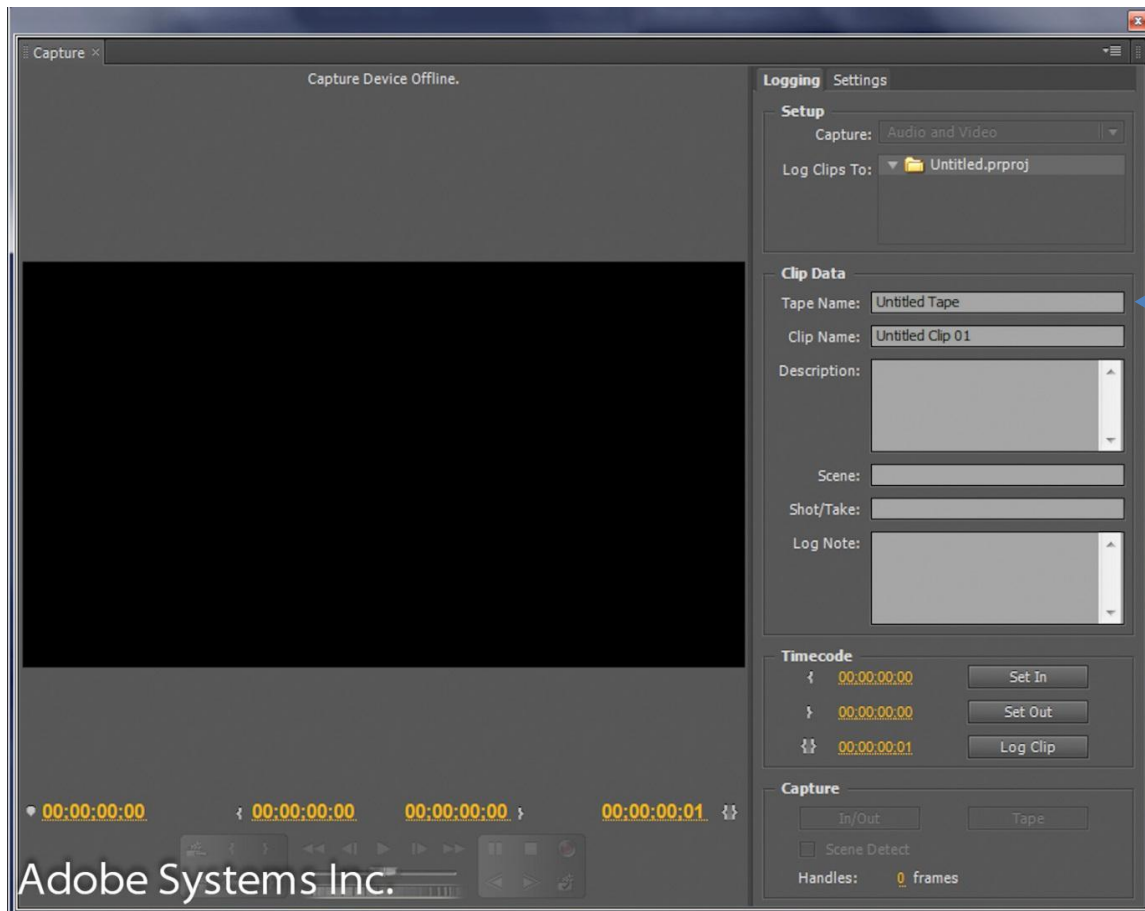 Capture
Capture Device Offline.
Logging Settings
Setup
Capture: Audio and Video
Log Clips To: Untitled.prproj
Clip Data
Tape Name: Untitled Tape
Clip Name: Untitled Clip 01
Description:
Scene:
Shot/Take:
Log Note:
Timecode
00;00;00;00 Set In
00;00;00;00 Set Out
00;00;00;01 Log Clip
00;00;00;00 { 00;00;00;00 00;00;00;00 } 00;00;00;01 {}
Capture
In/Out Tape
Scene Detect
Handles: 0 frames
Adobe Systems Inc.